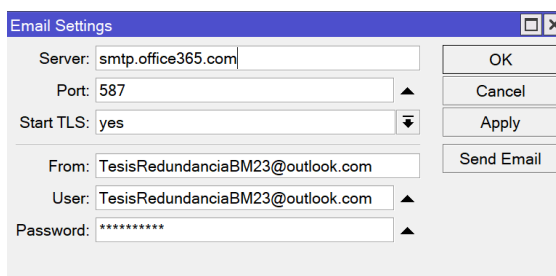 Email Settings
Server: smtp.office365.com OK
Port: 587 Cancel
Start TLS: yes Apply
From: TesisRedundanciaBM23@outlook.com Send Email
User: TesisRedundanciaBM23@outlook.com
Password: **********